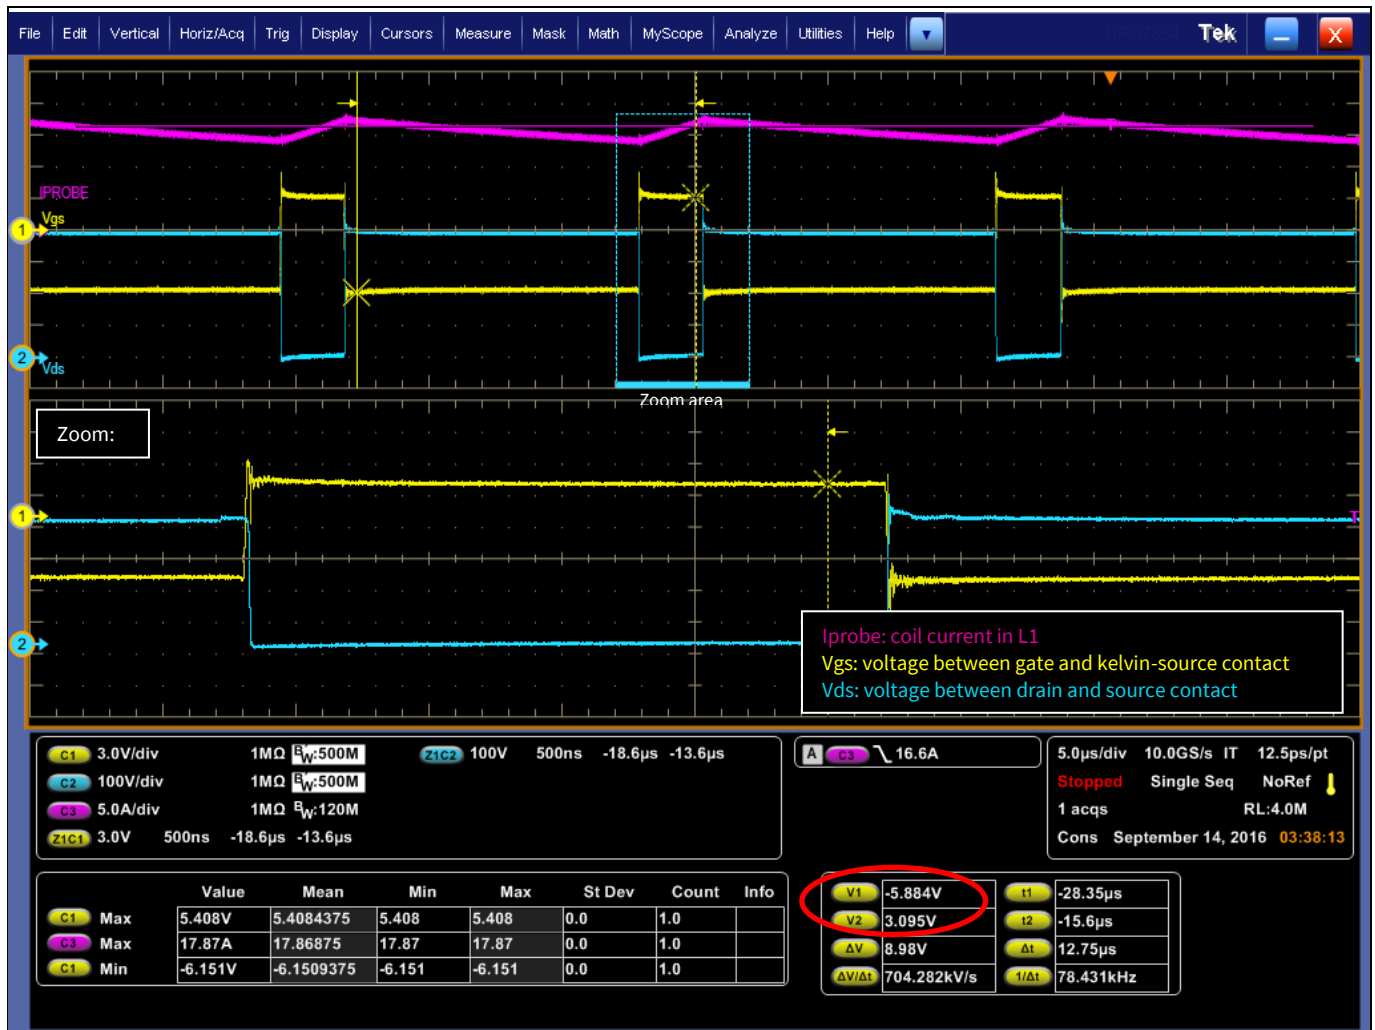 File Edit Vertical Horiz/Acq Trig Display Cursors Measure Mask Math MyScope Analyze Utilities Help Tek X
IPROBE
Vgs
1
2
Vds
Zoom area
Zoom:
1
T
2
Iprobe: coil current in L1
Vgs: voltage between gate and kelvin-source contact
Vds: voltage between drain and source contact
C1 3.0V/div 1MΩ BW:500M Z1C2 100V 500ns -18.6µs -13.6µs
C2 100V/div 1MΩ BW:500M
C3 5.0A/div 1MΩ BW:120M
Z1C1 3.0V 500ns -18.6µs -13.6µs
A C3 16.6A
5.0µs/div 10.0GS/s IT 12.5ps/pt
Stopped Single Seq NoRef
1 acqs RL:4.0M
Cons September 14, 2016 03:38:13
Value Mean Min Max St Dev Count Info
C1 Max 5.408V 5.4084375 5.408 5.408 0.0 1.0
C3 Max 17.87A 17.86875 17.87 17.87 0.0 1.0
C1 Min -6.151V -6.1509375 -6.151 -6.151 0.0 1.0
V1 -5.884V t1 -28.35µs
V2 3.095V t2 -15.6µs
ΔV 8.98V Δt 12.75µs
ΔV/Δt 704.282kV/s 1/Δt 78.431kHz